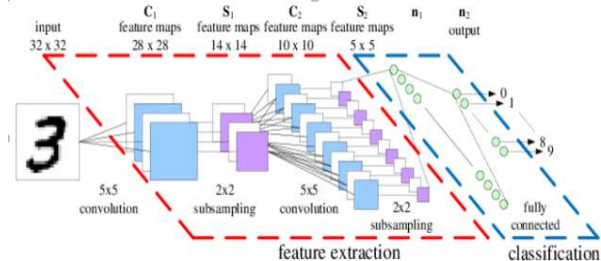 C1 S1 C2 S2 n1 n2
input feature maps feature maps feature maps feature maps output
32 x 32 28 x 28 14 x 14 10 x 10 5 x 5
0
1
3
8
9
5x5 2x2 5x5 2x2 fully
convolution subsampling convolution subsampling connected
feature extraction classification